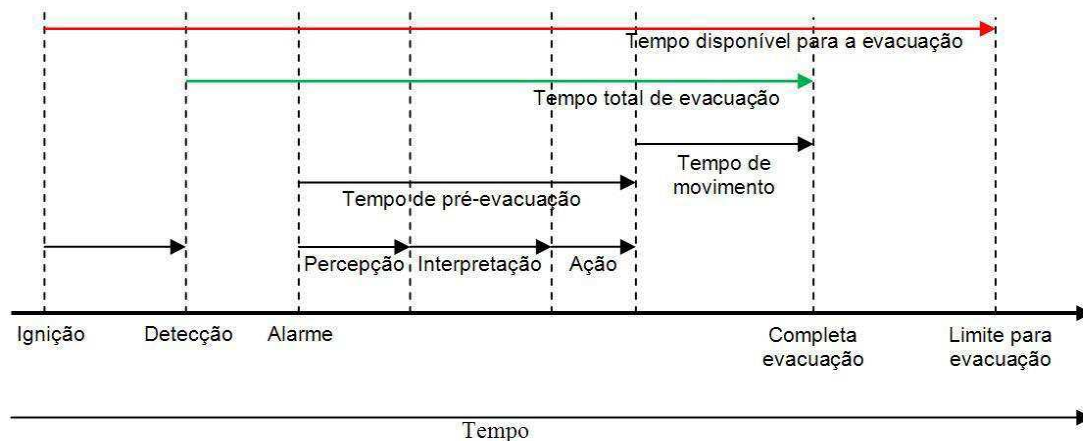 Tempo disponível para a evacuação
Tempo total de evacuação
Tempo de
movimento
Tempo de pré-evacuação
Percepção
Interpretação
Ação
Ignição
Detecção
Alarme
Completa
evacuação
Limite para
evacuação
Tempo